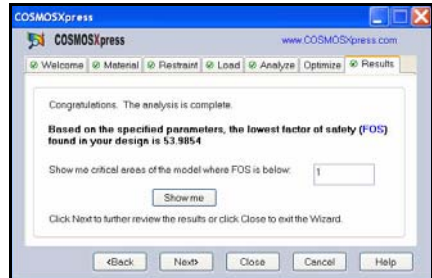 COSMOSXpress
COSMOSXpress www.COSMOSXpress.com
Welcome Material Restraint Load Analyze Optimize Results
Congratulations. The analysis is complete.
Based on the specified parameters, the lowest factor of safety (FOS)
found in your design is 53.9854
Show me critical areas of the model where FOS is below: 1
Show me
Click Next to further review the results or click Close to exit the Wizard.
<Back Next> Close Cancel Help